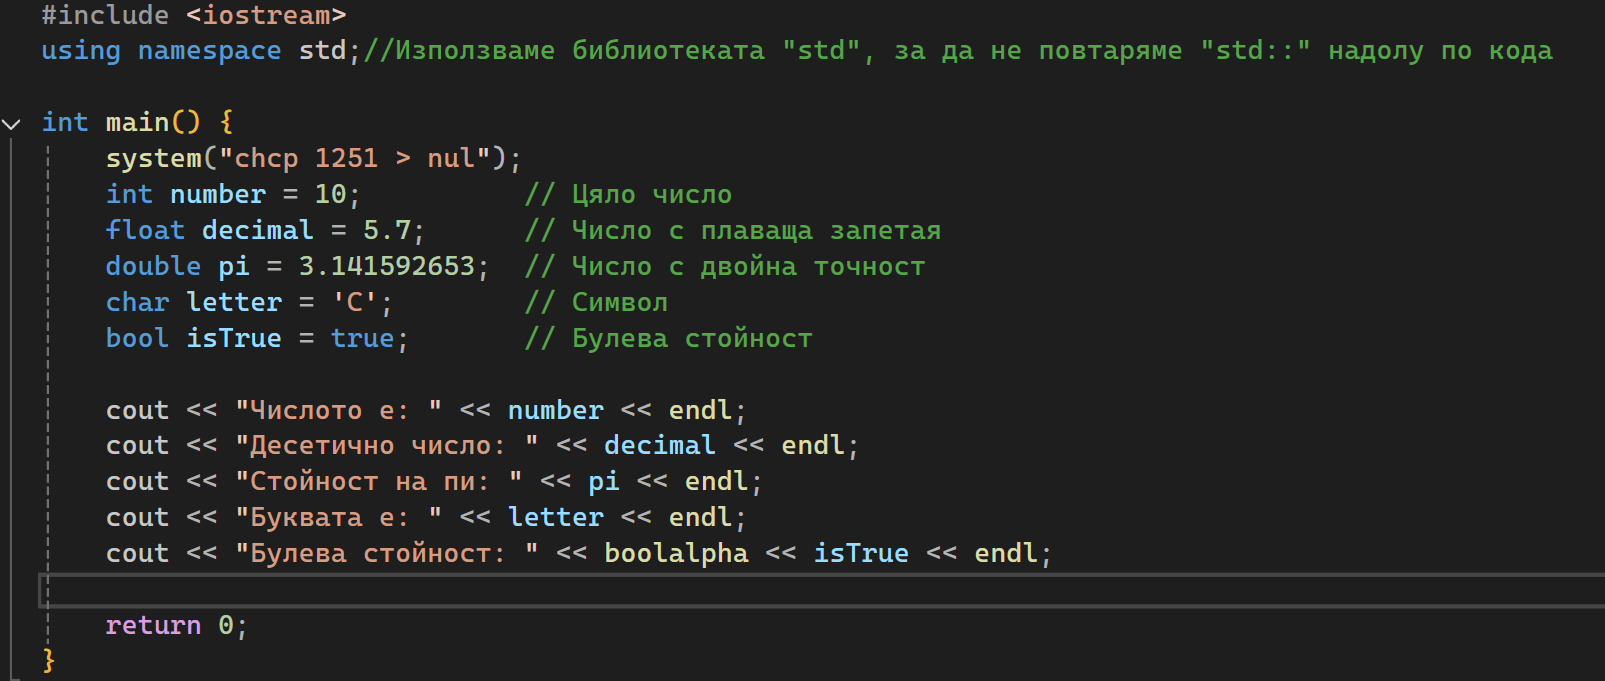 #include <iostream>
using namespace std;//Използваме библиотеката "std", за да не повтаряме "std::" надолу по кода
int main() {
system("chcp 1251 > nul");
int number = 10; // Цяло число
float decimal = 5.7; // Число с плаваща запетая
double pi = 3.141592653; // Число с двойна точност
char letter = 'C'; // Символ
bool isTrue = true; // Булева стойност
cout << "Числото е: " << number << endl;
cout << "Десетично число: " << decimal << endl;
cout << "Стойност на пи: " << pi << endl;
cout << "Буквата е: " << letter << endl;
cout << "Булева стойност: " << boolalpha << isTrue << endl;
return 0;
}